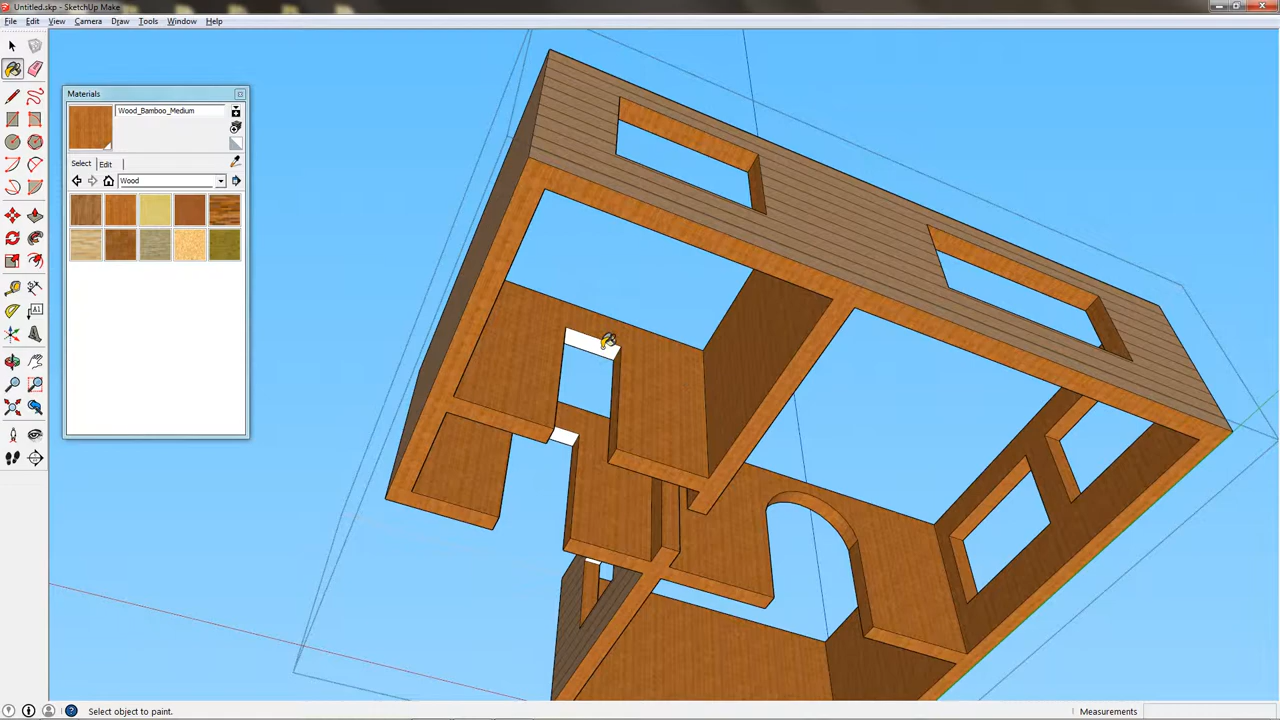 Untitled.skp - SketchUp Make
File Edit View Camera Draw Tools Window Help
Materials
Wood_Bamboo_Medium
Select Edit
Wood
A1
Select object to paint.
Measurements